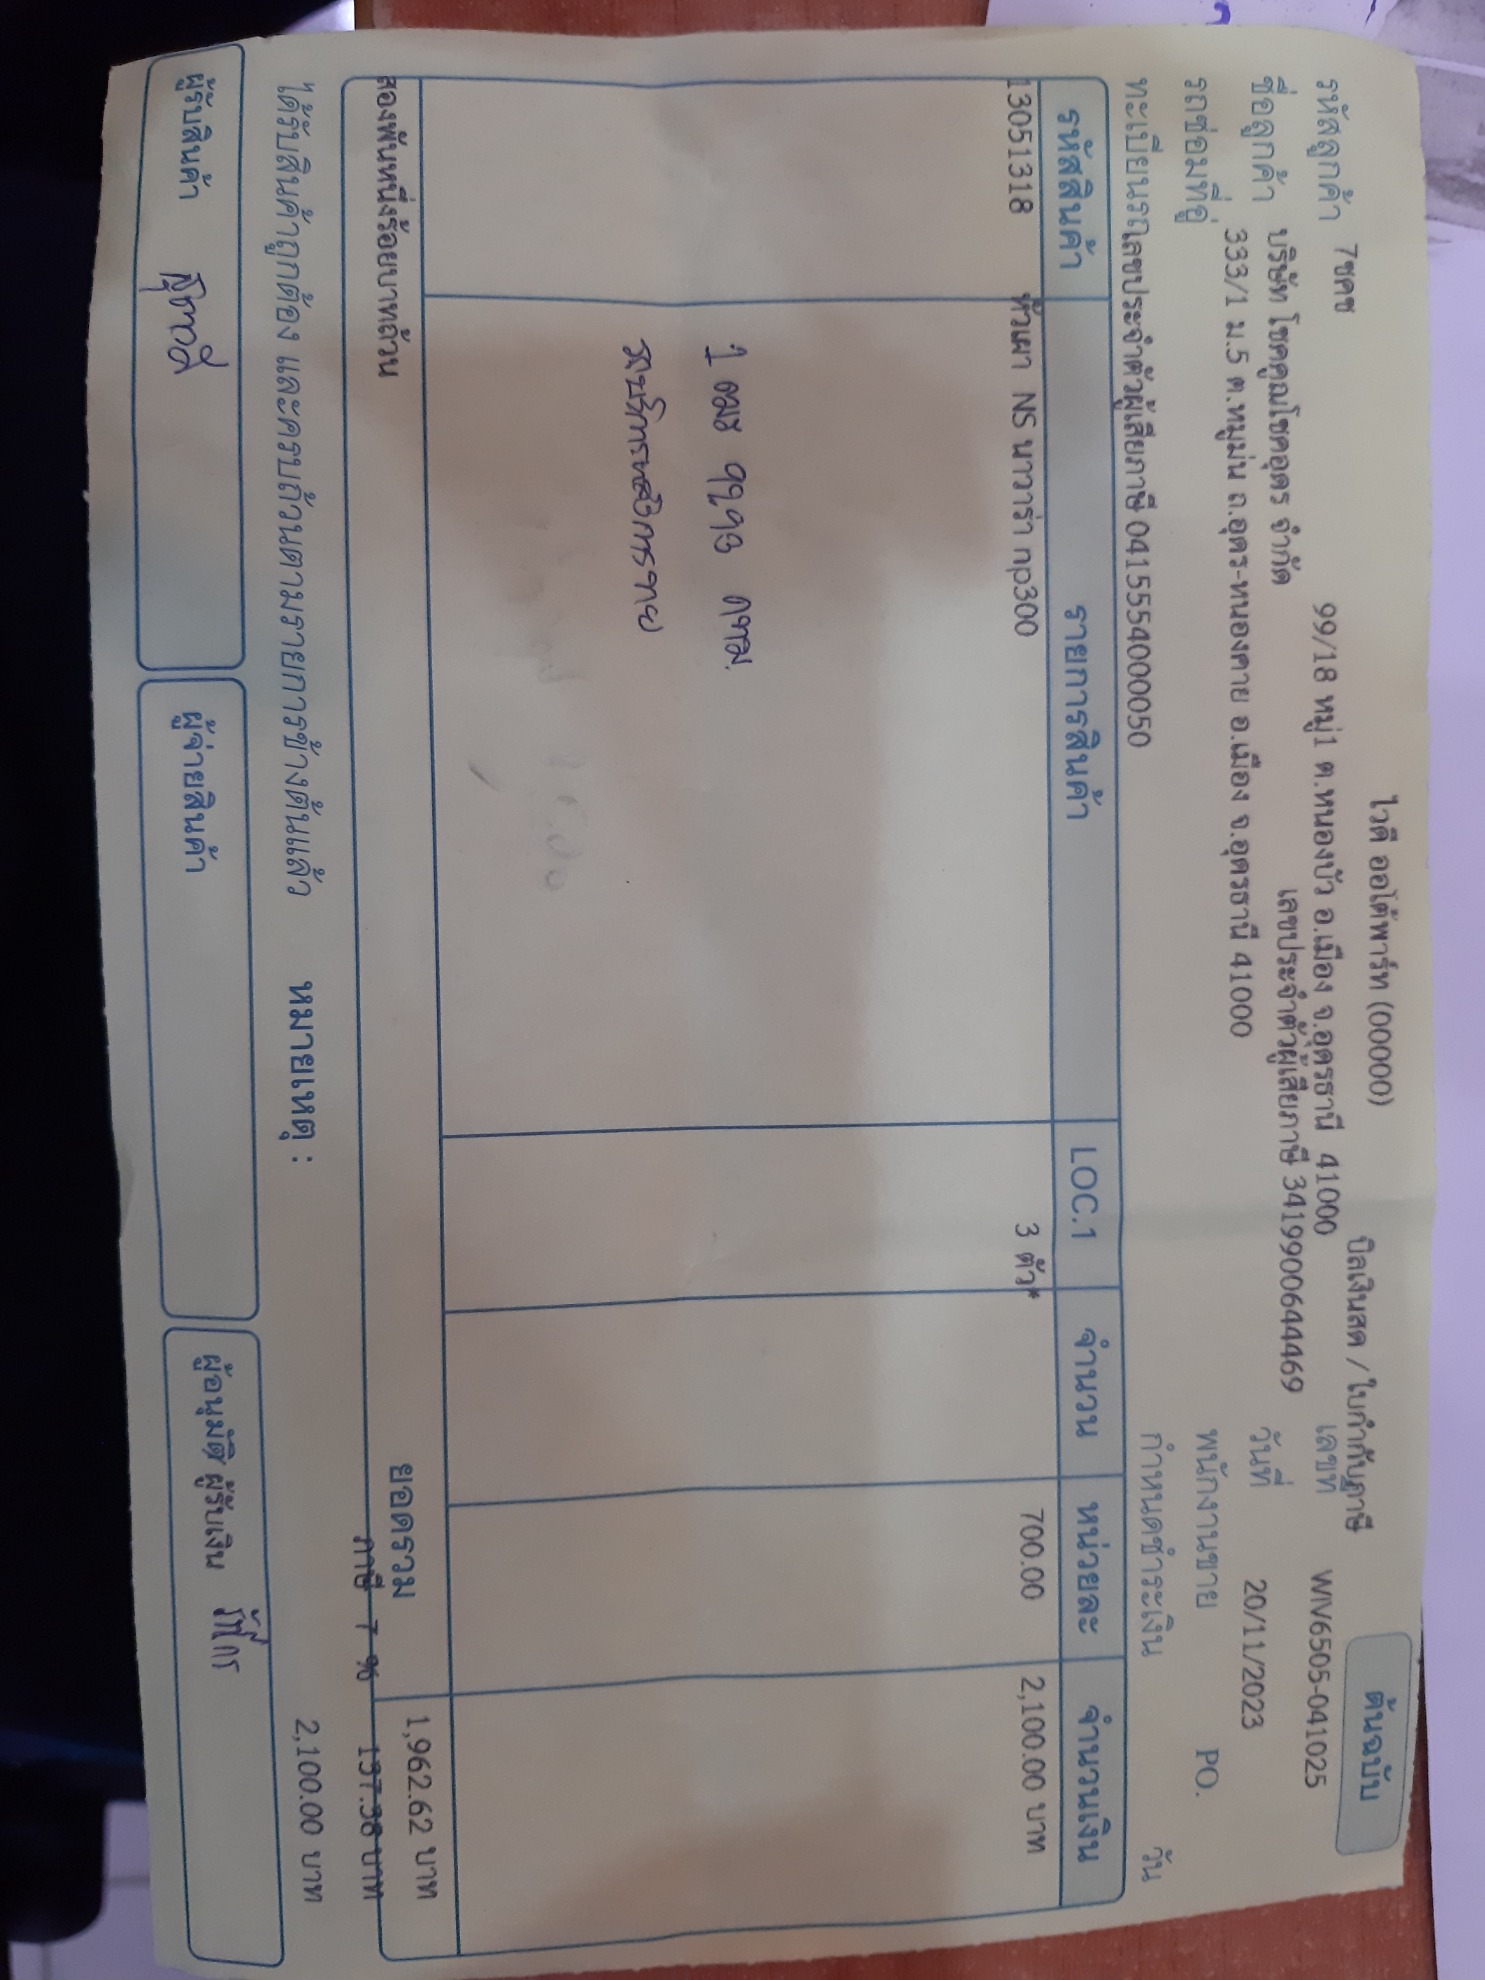 ไวดี ออโต้พาร์ท (00000)
บิลเงินสด / ใบกำกับภาษี
ต้นฉบับ
รหัสลูกค้า 7ชคช
99/18 หมู่1 ต.หนองบัว อ.เมือง จ.อุดรธานี 41000
เลขที่ WIV6505-041025
ชื่อลูกค้า บริษัท โชคคูณโชคอุดร จำกัด
เลขประจำตัวผู้เสียภาษี 3419900644469
วันที่ 20/11/2023
รถซ่อมที่อู่ 333/1 ม.5 ต.หมูม่น ถ.อุดร-หนองคาย อ.เมือง จ.อุดรธานี 41000
พนักงานขาย PO.
ทะเบียนรถเลขประจำตัวผู้เสียภาษี 0415554000050
กำหนดชำระเงิน วัน
รหัสสินค้า รายการสินค้า LOC.1 จำนวน หน่วยละ จำนวนเงิน
13051318 หัวเผา NS นาวาร่า np300 3 ตัว* 700.00 2,100.00 บาท
ยอดรวม 1,962.62 บาท
สองพันหนึ่งร้อยบาทถ้วน
ภาษี 7 % 137.38 บาท
2,100.00 บาท
ได้รับสินค้าถูกต้อง และครบถ้วนตามรายการข้างต้นแล้ว หมายเหตุ :
ผู้รับสินค้า
ผู้จ่ายสินค้า
ผู้อนุมัติ ผู้รับเงิน